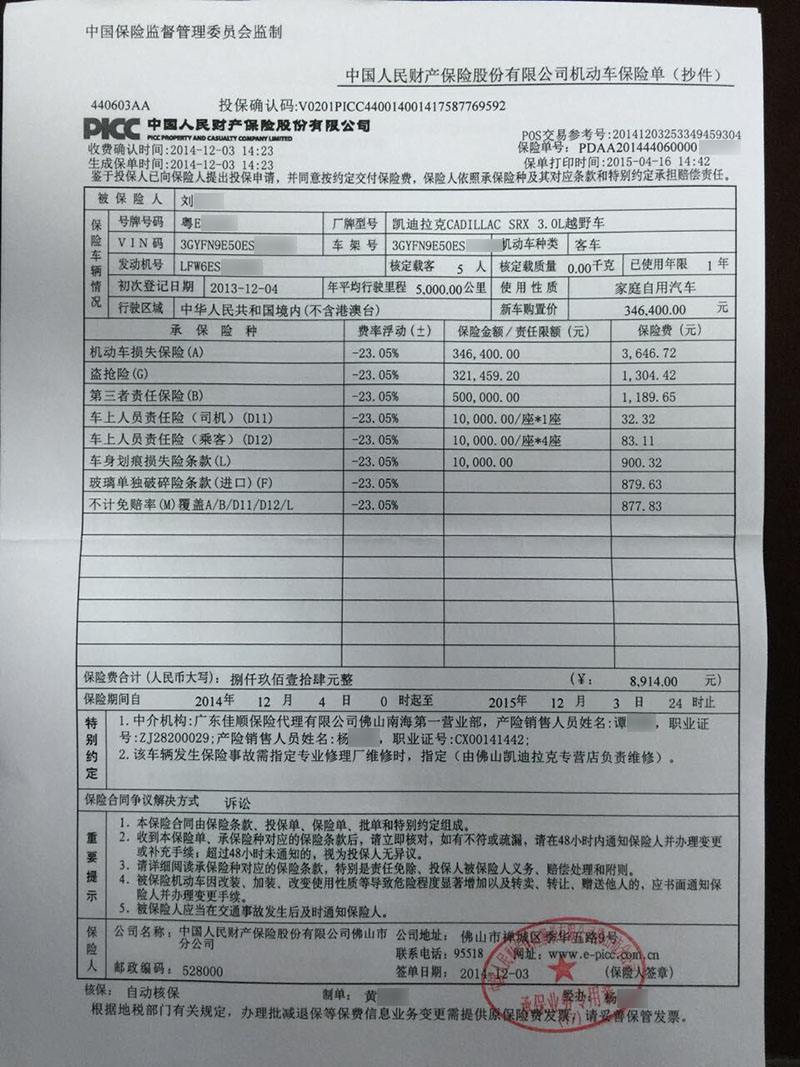 中国保险监督管理委员会监制
中国人民财产保险股份有限公司机动车保险单（抄件）
440603AA 投保确认码:V0201PICC440014001417587769592
PICC 中国人民财产保险股份有限公司
PICC PROPERTY AND CASUALTY COMPANY LIMITED
POS交易参考号:20141203253349459304
收费确认时间:2014-12-03 14:23 保险单号: PDAA201444060000
生成保单时间:2014-12-03 14:23 保单打印时间:2015-04-16 14:42
鉴于投保人已向保险人提出投保申请，并同意按约定交付保险费，保险人依照承保险种及其对应条款和特别约定承担赔偿责任。
被保险人 刘
保险车辆情况
号牌号码 粤E 厂牌型号 凯迪拉克CADILLAC SRX 3.0L越野车
VIN码 3GYFN9E50ES 车架号 3GYFN9E50ES 机动车种类 客车
发动机号 LFW6ES 核定载客 5 人 核定载质量 0.00千克 已使用年限 1 年
初次登记日期 2013-12-04 年平均行驶里程 5,000.00公里 使用性质 家庭自用汽车
行驶区域 中华人民共和国境内(不含港澳台) 新车购置价 346,400.00 元
承保险种 费率浮动(±) 保险金额/责任限额(元) 保险费(元)
机动车损失保险(A) -23.05% 346,400.00 3,646.72
盗抢险(G) -23.05% 321,459.20 1,304.42
第三者责任保险(B) -23.05% 500,000.00 1,189.65
车上人员责任险（司机）(D11) -23.05% 10,000.00/座*1座 32.32
车上人员责任险（乘客）(D12) -23.05% 10,000.00/座*4座 83.11
车身划痕损失险条款(L) -23.05% 10,000.00 900.32
玻璃单独破碎险条款(进口)(F) -23.05% 879.63
不计免赔率(M)覆盖A/B/D11/D12/L -23.05% 877.83
保险费合计(人民币大写): 捌仟玖佰壹拾肆元整 (¥: 8,914.00 元)
保险期间自 2014年 12 月 4 日 0 时起至 2015年 12 月 3 日 24 时止
特别约定
1.中介机构:广东佳顺保险代理有限公司佛山南海第一营业部，产险销售人员姓名:谭 ，职业证
号:ZJ28200029;产险销售人员姓名:杨 ，职业证号:CX00141442;
2.该车辆发生保险事故需指定专业修理厂维修时，指定（由佛山凯迪拉克专营店负责维修）。
保险合同争议解决方式 诉讼
重要提示
1. 本保险合同由保险条款、投保单、保险单、批单和特别约定组成。
2. 收到本保险单、承保险种对应的保险条款后，请立即核对，如有不符或疏漏，请在48小时内通知保险人并办理变更
或补充手续；超过48小时未通知的，视为投保人无异议。
3. 请详细阅读承保险种对应的保险条款，特别是责任免除、投保人被保险人义务、赔偿处理和附则。
4. 被保险机动车因改装、加装、改变使用性质等导致危险程度显著增加以及转卖、转让、赠送他人的，应书面通知保
险人并办理变更手续。
5. 被保险人应当在交通事故发生后及时通知保险人。
保险人
公司名称: 中国人民财产保险股份有限公司佛山市 公司地址: 佛山市禅城区季华五路9号
分公司 联系电话: 95518 网址: www.e-picc.com.cn
邮政编码: 528000 签单日期: 2014-12-03 (保险人签章)
核保: 自动核保 制单: 黄 经办: 杨
承保业务专用章
根据地税部门有关规定，办理批减退保等保费信息业务变更需提供原保险费发票，请妥善保管发票。